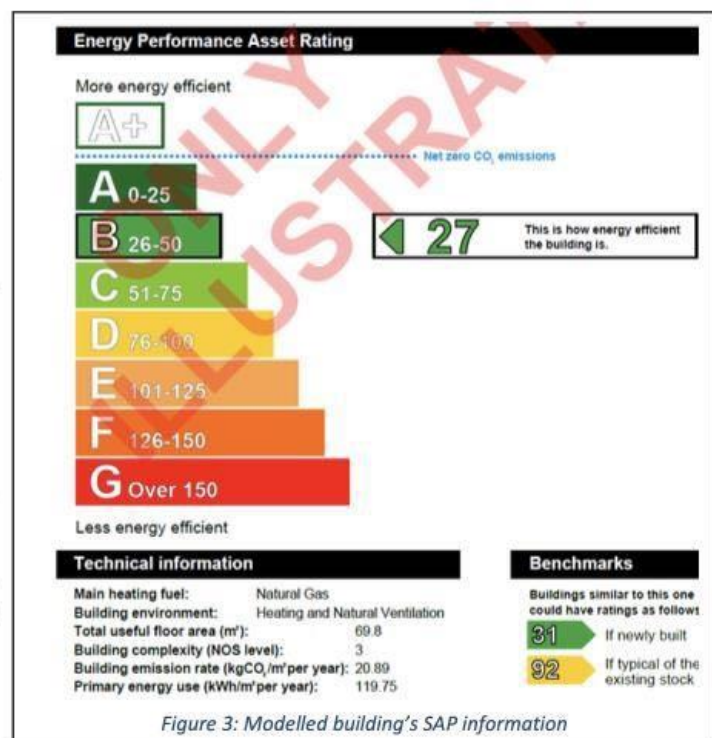 Energy Performance Asset Rating
More energy efficient
A+
Net zero CO₂ emissions
A 0-25
B 26-50
27 This is how energy efficient
the building is.
C 51-75
D 76-100
E 101-125
F 126-150
G Over 150
Less energy efficient
ONLY
ILLUSTRAT
Technical information
Main heating fuel: Natural Gas
Building environment: Heating and Natural Ventilation
Total useful floor area (m²): 69.8
Building complexity (NOS level): 3
Building emission rate (kgCO₂/m²per year): 20.89
Primary energy use (kWh/m²per year): 119.75
Benchmarks
Buildings similar to this one
could have ratings as follows
31 If newly built
92 If typical of the
existing stock
Figure 3: Modelled building's SAP information